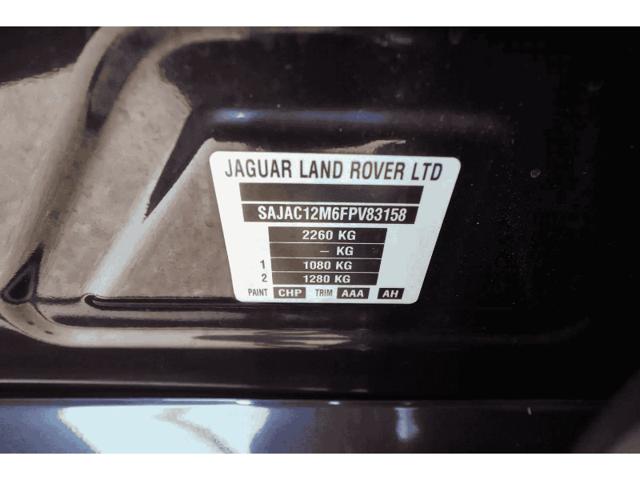 JAGUAR LAND ROVER LTD
SAJAC12M6FPV83158
2260 KG
– KG
1 1080 KG
2 1280 KG
PAINT CHP TRIM AAA AH